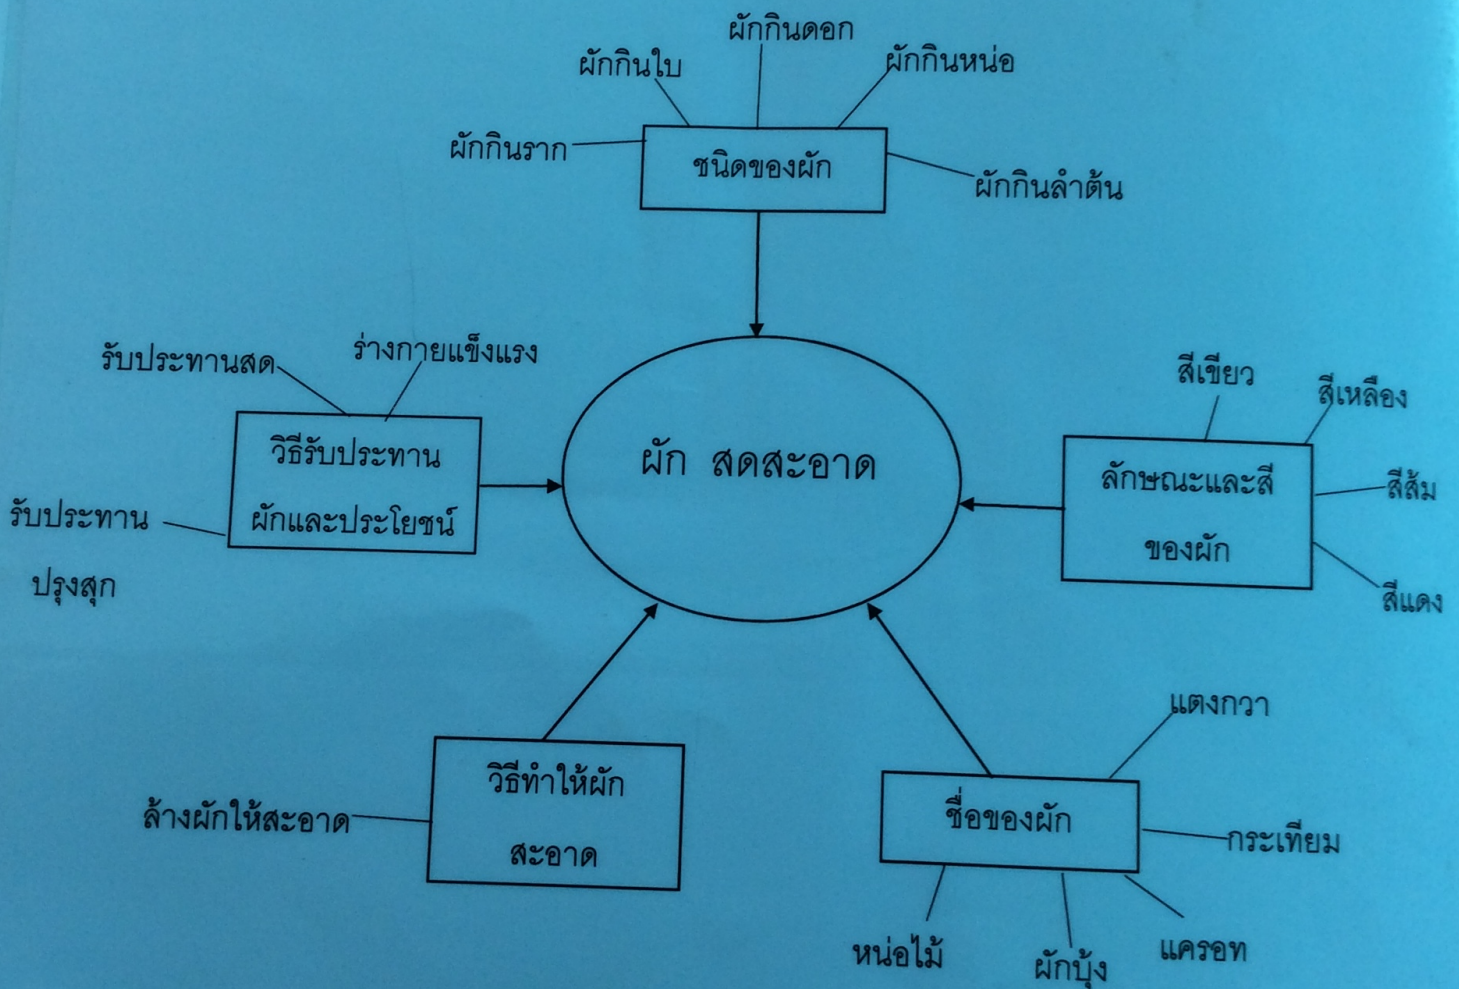 ผักกินดอก
ผักกินใบ
ผักกินหน่อ
ผักกินราก
ชนิดของผัก
ผักกินลำต้น
รับประทานสด
ร่างกายแข็งแรง
วิธีรับประทาน
ผักและประโยชน์
รับประทาน
ปรุงสุก
ผัก สดสะอาด
สีเขียว
สีเหลือง
ลักษณะและสี
ของผัก
สีส้ม
สีแดง
วิธีทำให้ผัก
สะอาด
ล้างผักให้สะอาด
แตงกวา
ชื่อของผัก
กระเทียม
หน่อไม้
ผักบุ้ง
แครอท